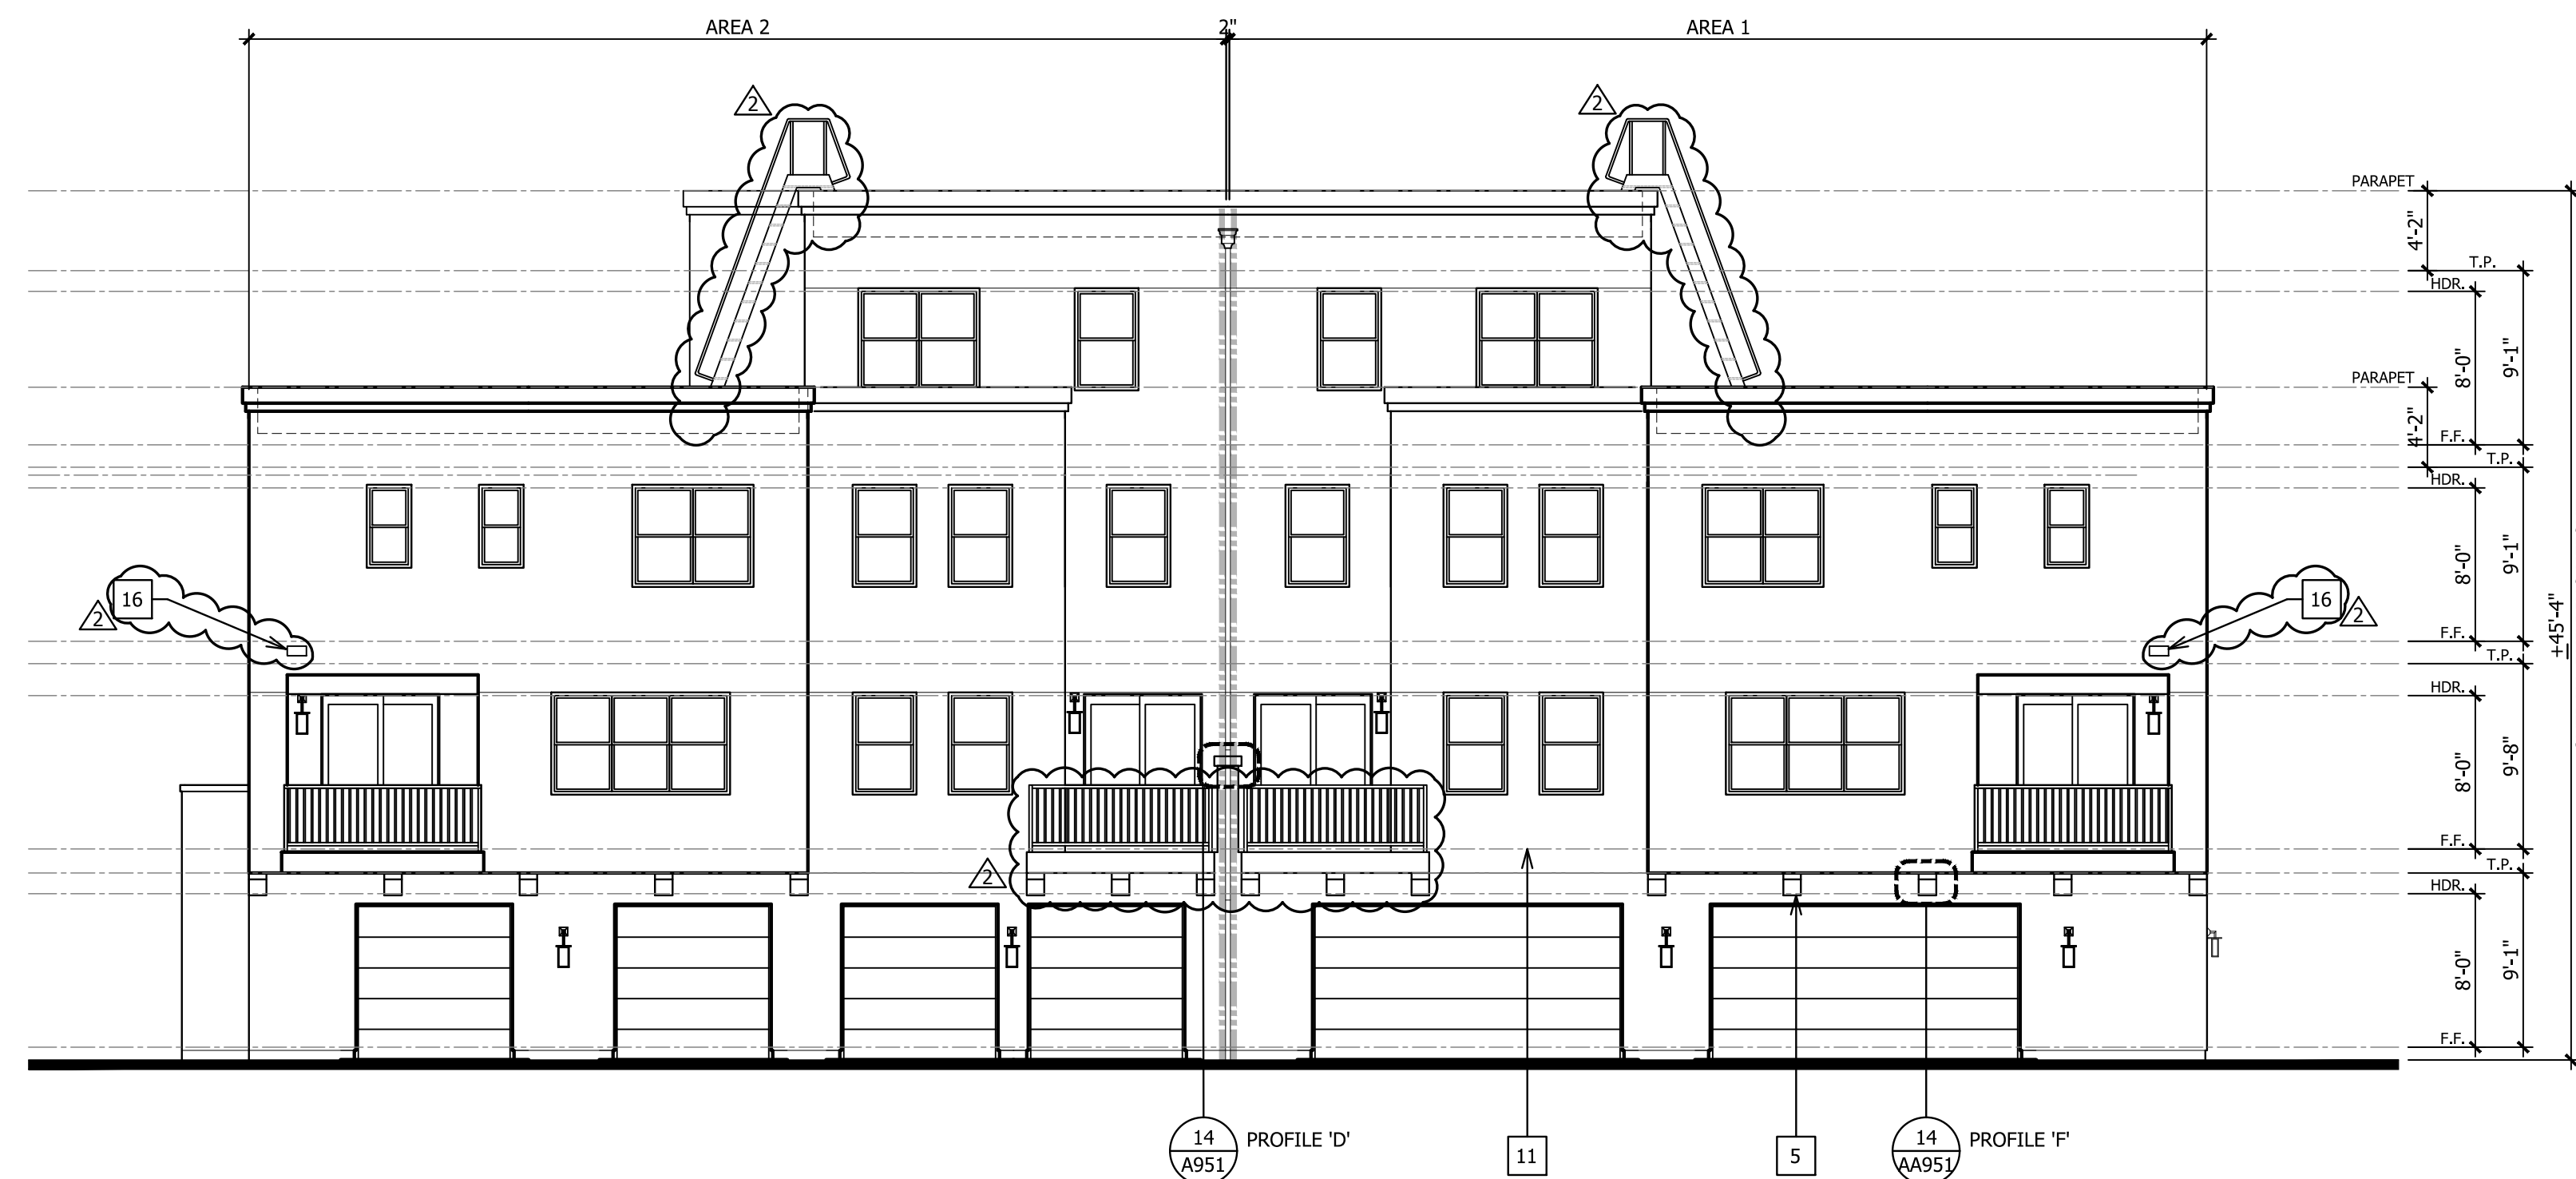 AREA 2
2"
AREA 1
2
2
PARAPET
4'-2"
T.P.
HDR.
8'-0"
9'-1"
PARAPET
4'-2"
F.F.
T.P.
HDR.
8'-0"
9'-1"
16
2
16
2
+45'-4"
F.F.
T.P.
HDR.
8'-0"
9'-8"
2
F.F.
T.P.
HDR.
8'-0"
9'-1"
F.F.
14
A951
PROFILE 'D'
11
5
14
AA951
PROFILE 'F'